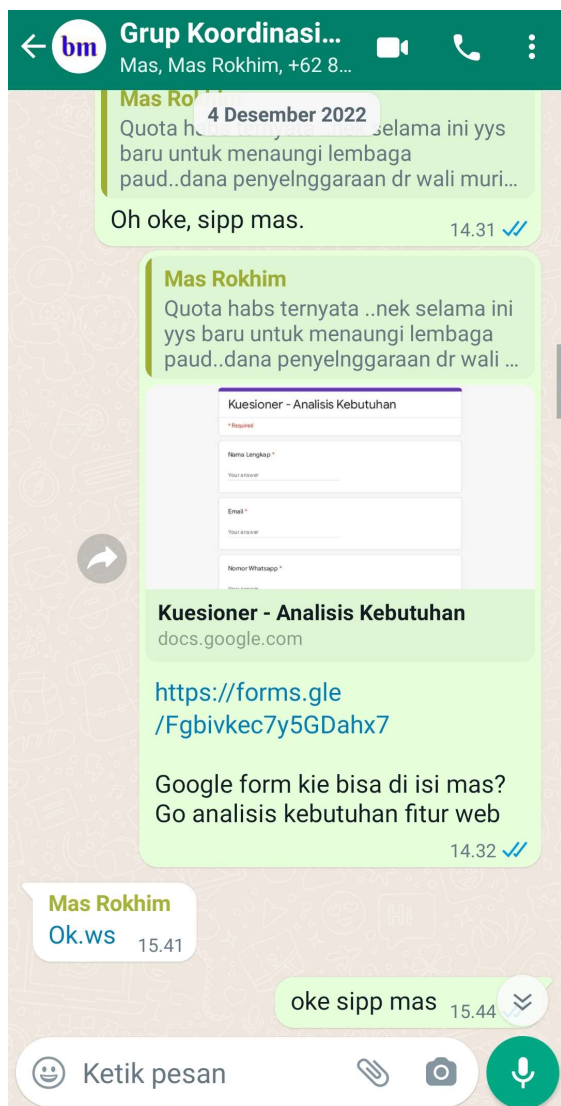 bm
Grup Koordinasi...
Mas, Mas Rokhim, +62 8...
4 Desember 2022
Mas
Quota selama ini yys
baru untuk menaungi lembaga
paud..dana penyelnggaraan dr wali muri...
Oh oke, sipp mas.
14.31
Mas Rokhim
Quota habs ternyata ..nek selama ini
yys baru untuk menaungi lembaga
paud..dana penyelnggaraan dr wali ...
Kuesioner - Analisis Kebutuhan
* Required
Nama Lengkap *
Your answer
Email *
Your answer
Nomor Whatsapp *
Kuesioner - Analisis Kebutuhan
docs.google.com
https://forms.gle
/Fgbivkec7y5GDahx7
Google form kie bisa di isi mas?
Go analisis kebutuhan fitur web
14.32
Mas Rokhim
Ok.ws
15.41
oke sipp mas
15.44
Ketik pesan